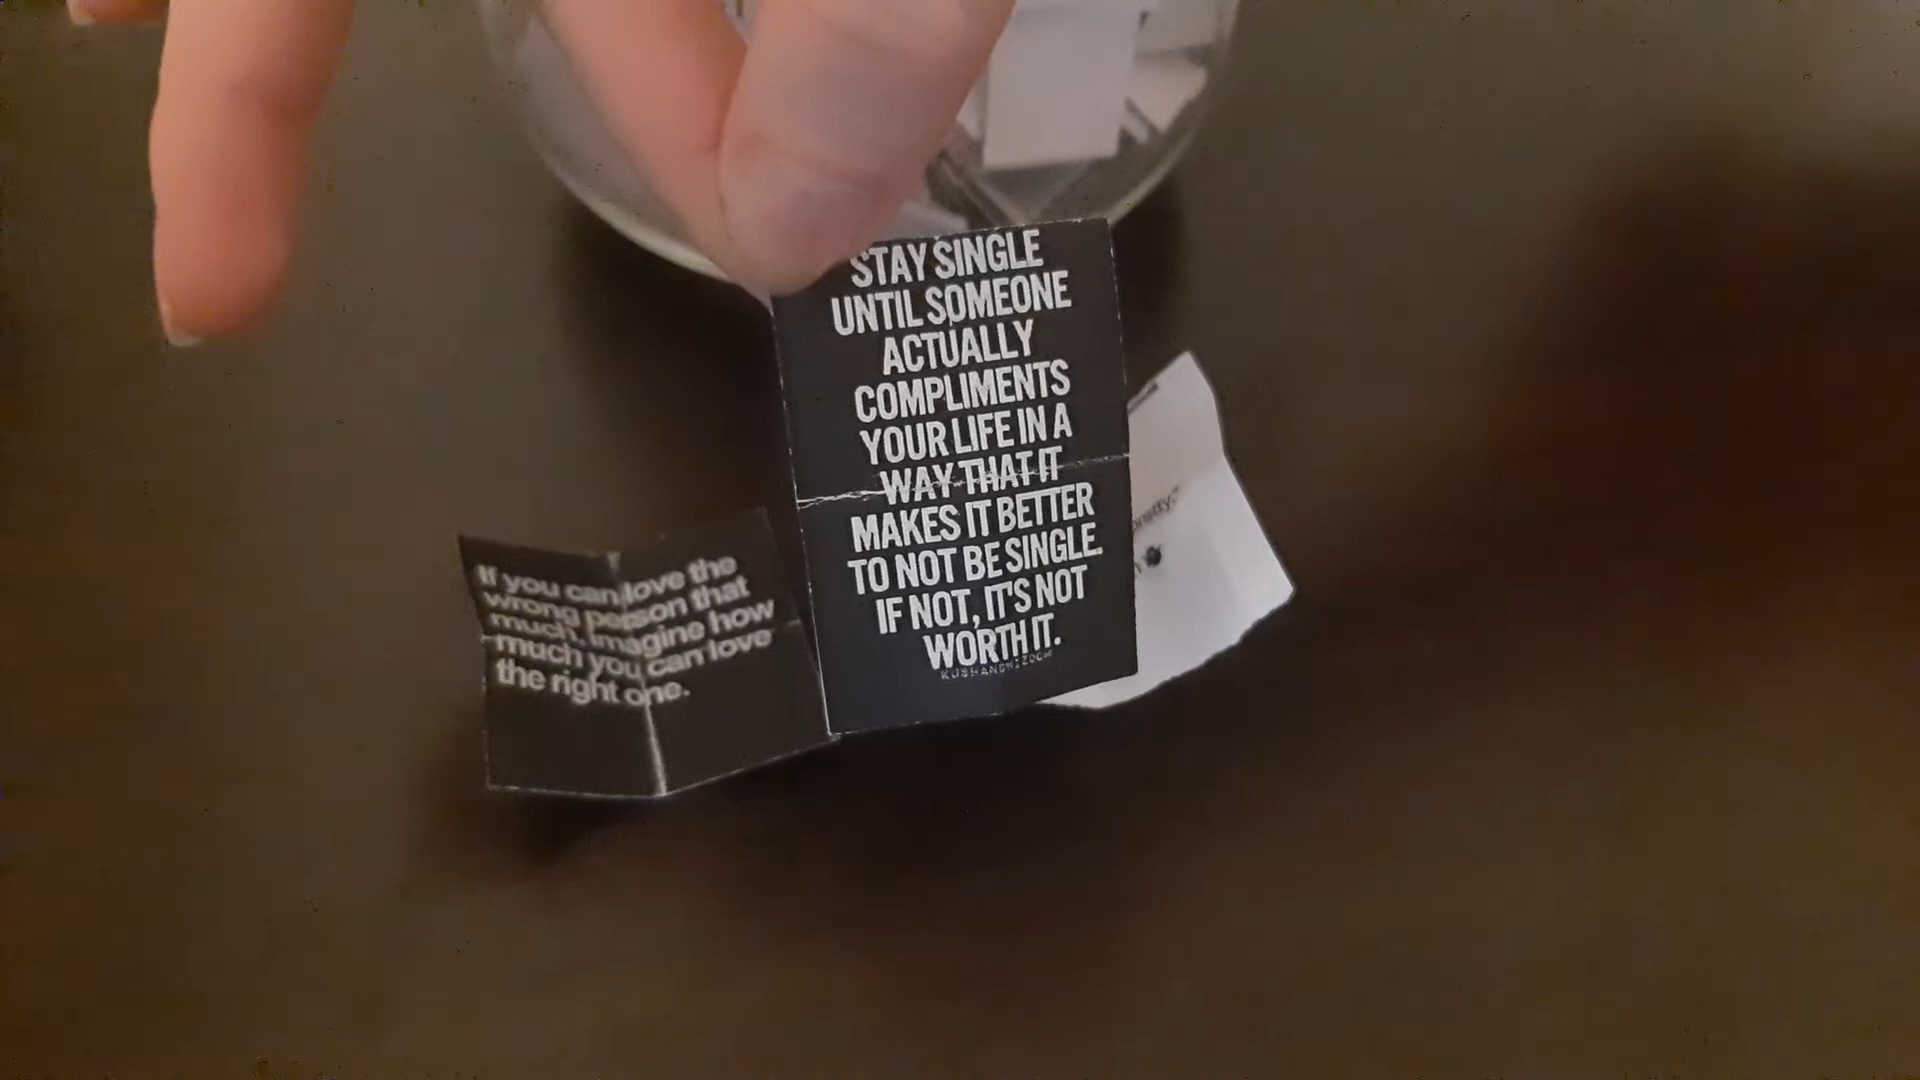 STAY SINGLE
UNTIL SOMEONE
ACTUALLY
COMPLIMENTS
YOUR LIFE IN A
WAY THAT IT
MAKES IT BETTER
TO NOT BE SINGLE.
IF NOT, IT'S NOT
WORTH IT.
KUSHANDWIZDOM
If you can love the
wrong person that
much. Imagine how
much you can love
the right one.
pretty."